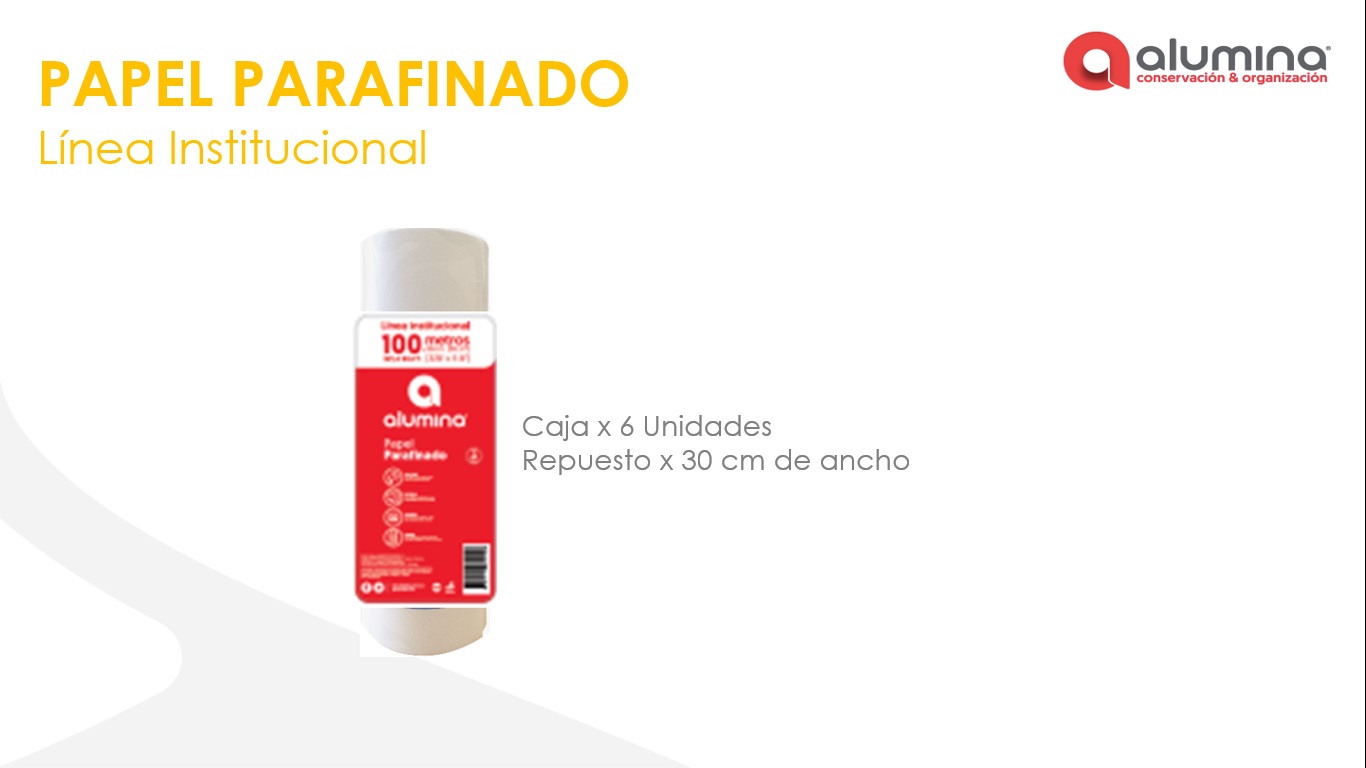 PAPEL PARAFINADO
Línea Institucional
alumina®
conservación & organización
Línea Institucional
100 metros
alumina
Papel
Parafinado
Caja x 6 Unidades
Repuesto x 30 cm de ancho